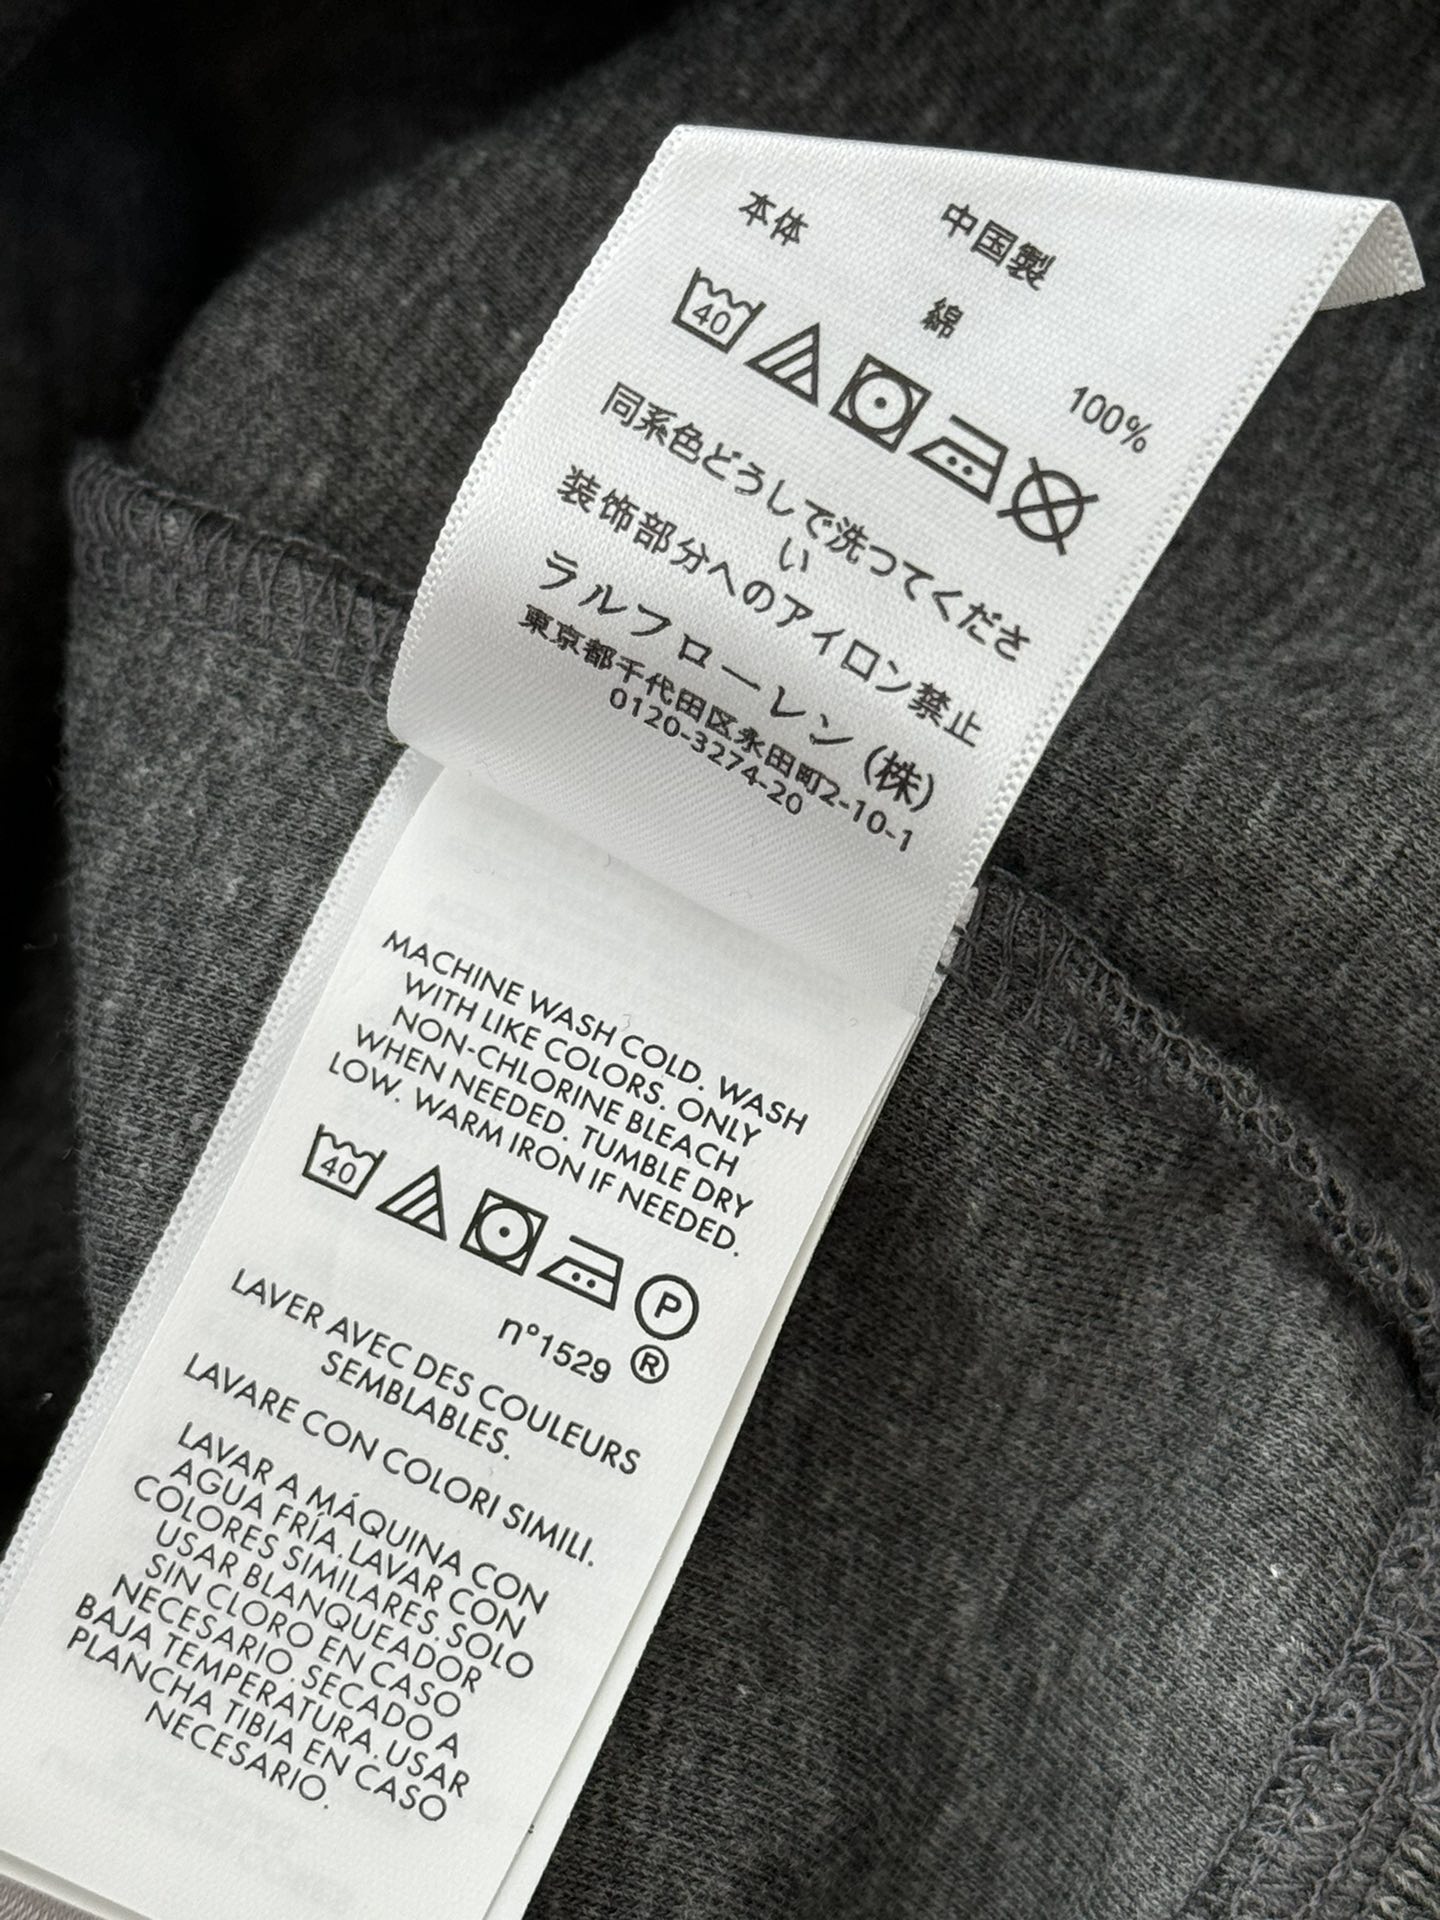 中国製
本体
綿
100%
40
同系色どうしで洗ってくださ
い
装飾部分へのアイロン禁止
ラルフローレン(株)
東京都千代田区永田町2-10-1
0120-3274-20
MACHINE WASH COLD. WASH
WITH LIKE COLORS. ONLY
NON-CHLORINE BLEACH
WHEN NEEDED. TUMBLE DRY
LOW. WARM IRON IF NEEDED.
40 P
n°1529 ®
LAVER AVEC DES COULEURS
SEMBLABLES.
LAVARE CON COLORI SIMILI.
LAVAR A MÁQUINA CON
AGUA FRÍA. LAVAR CON
COLORES SIMILARES. SOLO
USAR BLANQUEADOR
SIN CLORO EN CASO
NECESARIO. SECADO A
BAJA TEMPERATURA. USAR
PLANCHA TIBIA EN CASO
NECESARIO.